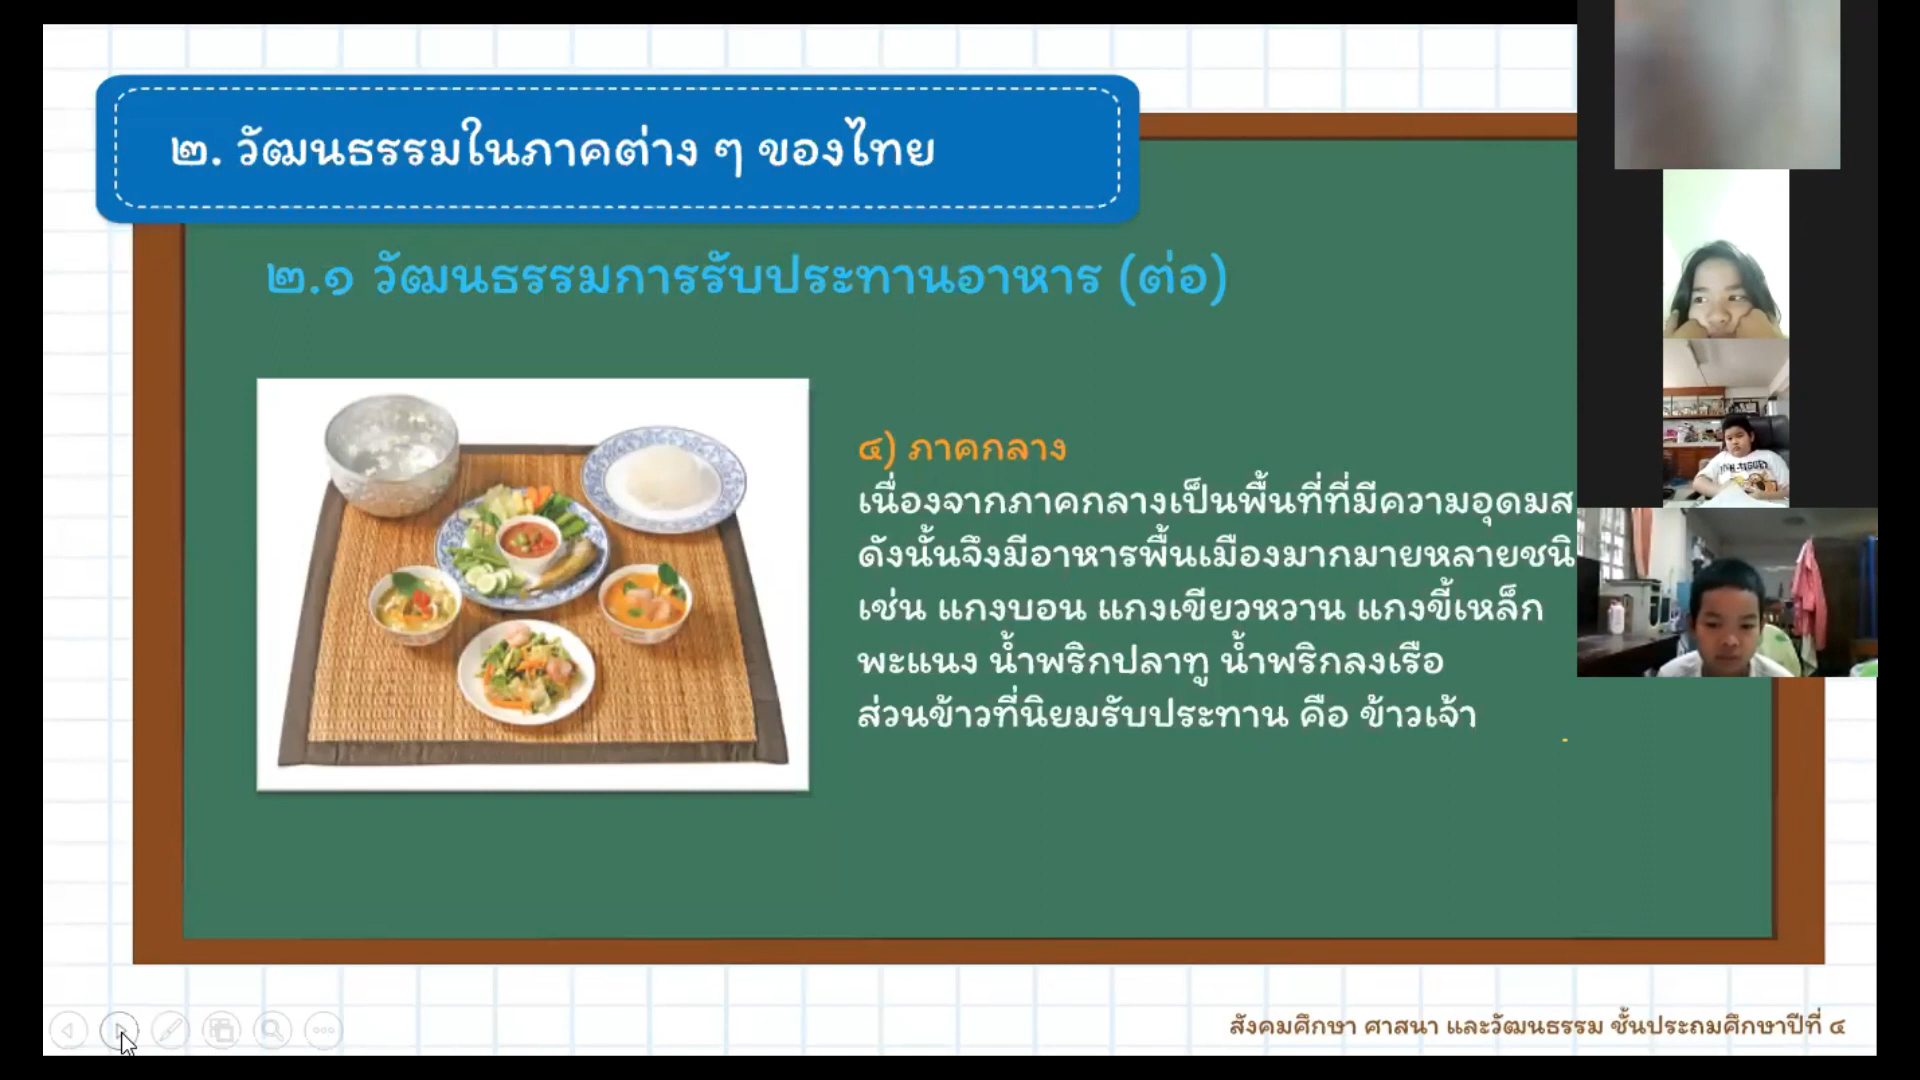 ๒. วัฒนธรรมในภาคต่าง ๆ ของไทย
๒.๑ วัฒนธรรมการรับประทานอาหาร (ต่อ)
๔) ภาคกลาง
เนื่องจากภาคกลางเป็นพื้นที่ที่มีความอุดมส
ดังนั้นจึงมีอาหารพื้นเมืองมากมายหลายชนิ
เช่น แกงบอน แกงเขียวหวาน แกงขี้เหล็ก
พะแนง น้ำพริกปลาทู น้ำพริกลงเรือ
ส่วนข้าวที่นิยมรับประทาน คือ ข้าวเจ้า
สังคมศึกษา ศาสนา และวัฒนธรรม ชั้นประถมศึกษาปีที่ ๔